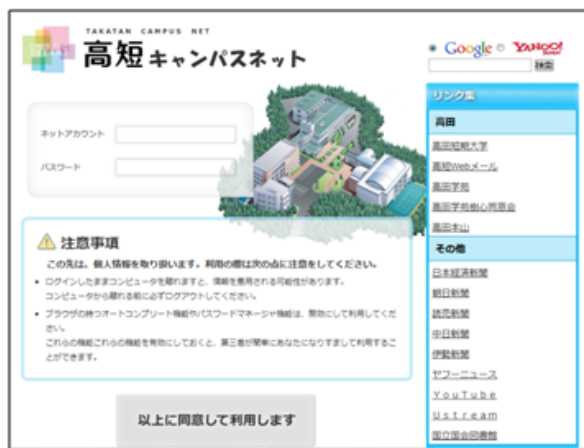 TAKATAN CAMPUS NET
高短キャンパスネット
Google
YAHOO!
検索
ネットアカウント
パスワード
注意事項
この先は、個人情報を取り扱います。利用の際は次の点に注意をしてください。
ログインしたままコンピュータを離れますと、情報を悪用される可能性があります。
コンピュータから離れる前に必ずログアウトしてください。
ブラウザの持つオートコンプリート機能やパスワードマネージャ機能は、無効にして利用してくだ
さい。
これらの機能これらの機能を有効にしておくと、第三者が簡単にあなたになりすまして利用するこ
とができます。
以上に同意して利用します
リンク集
高田
高田短期大学
高短Webメール
高田学苑
高田学苑樹心同窓会
高田本山
その他
日本経済新聞
朝日新聞
読売新聞
中日新聞
伊勢新聞
ヤフーニュース
YouTube
Ustream
国立国会図書館